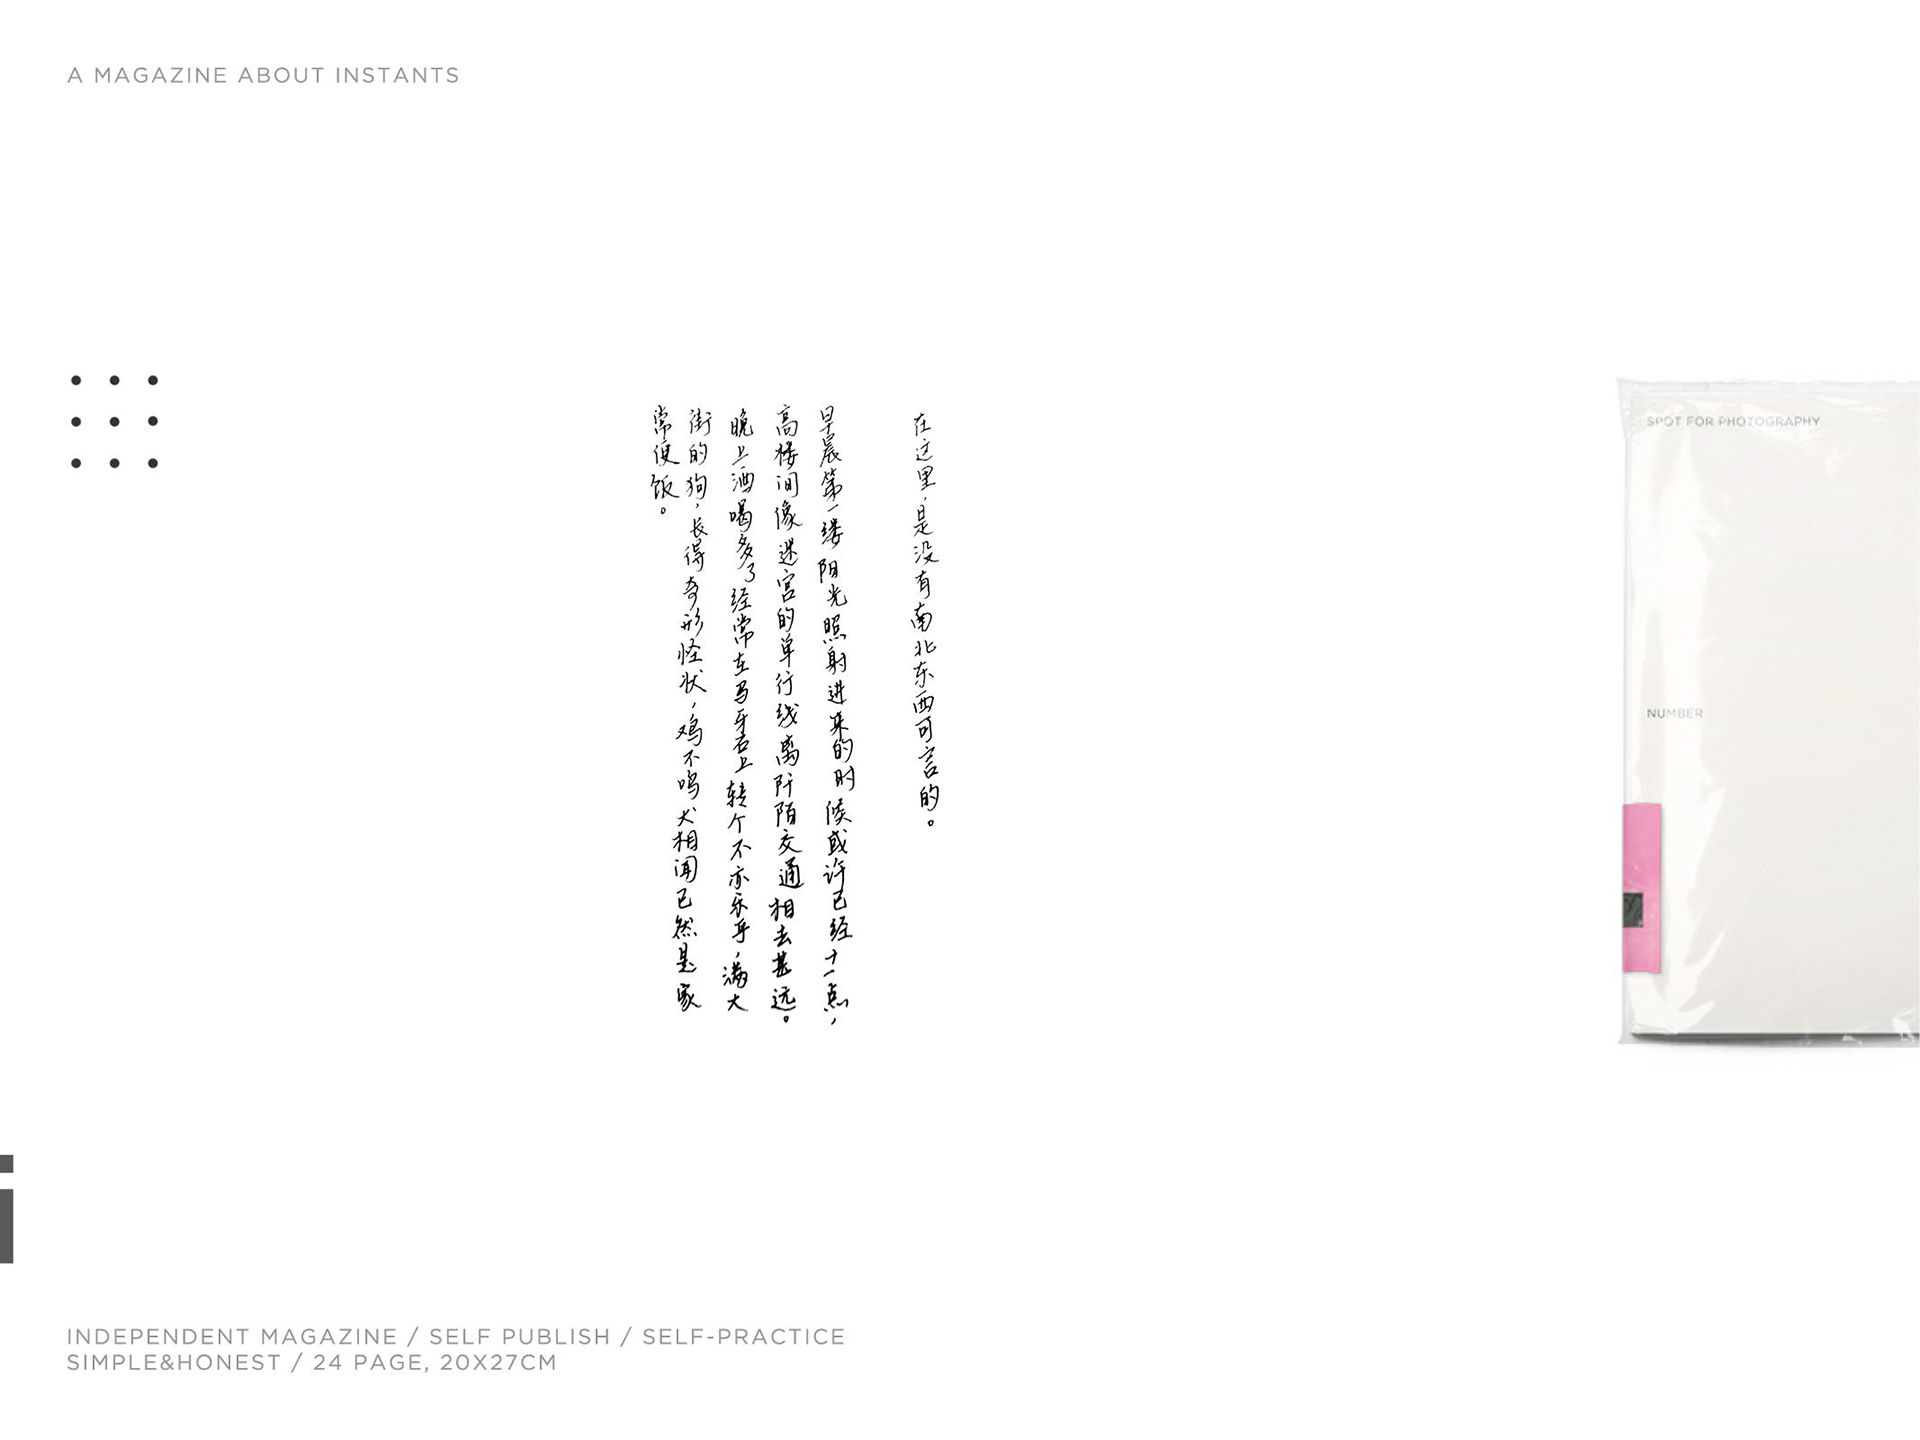 A MAGAZINE ABOUT INSTANTS
在这里，是没有南北东西可言的。
早晨第一缕阳光照射进来的时候或许已经十一点，
高楼间像迷宫的单行线离阡陌交通相去甚远。
晚上酒喝多了经常在马牙石上转个不亦乐乎，满大
街的狗，长得奇形怪状，鸡不鸣犬相闻已然是家
常便饭。
SPOT FOR PHOTOGRAPHY
NUMBER
i
INDEPENDENT MAGAZINE / SELF PUBLISH / SELF-PRACTICE
SIMPLE&HONEST / 24 PAGE, 20X27CM